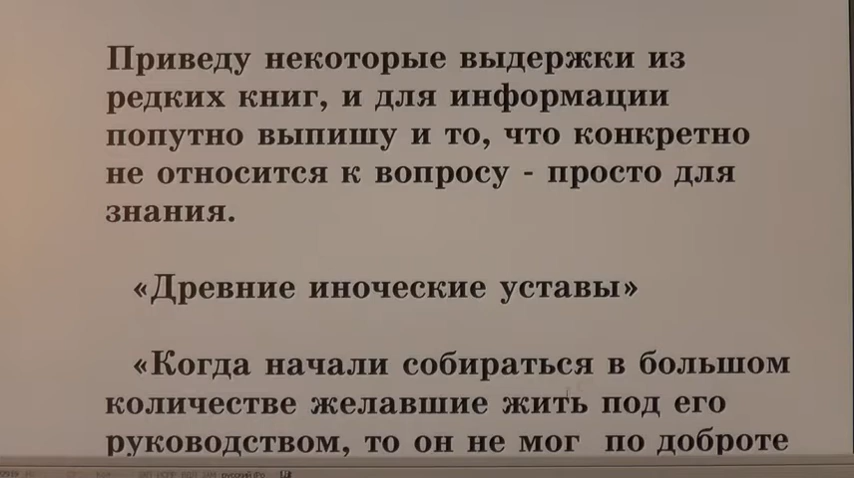 Приведу некоторые выдержки из
редких книг, и для информации
попутно выпишу и то, что конкретно
не относится к вопросу - просто для
знания.
«Древние иноческие уставы»
«Когда начали собираться в большом
количестве желавшие жить под его
руководством, то он не мог по доброте
русский (Ро